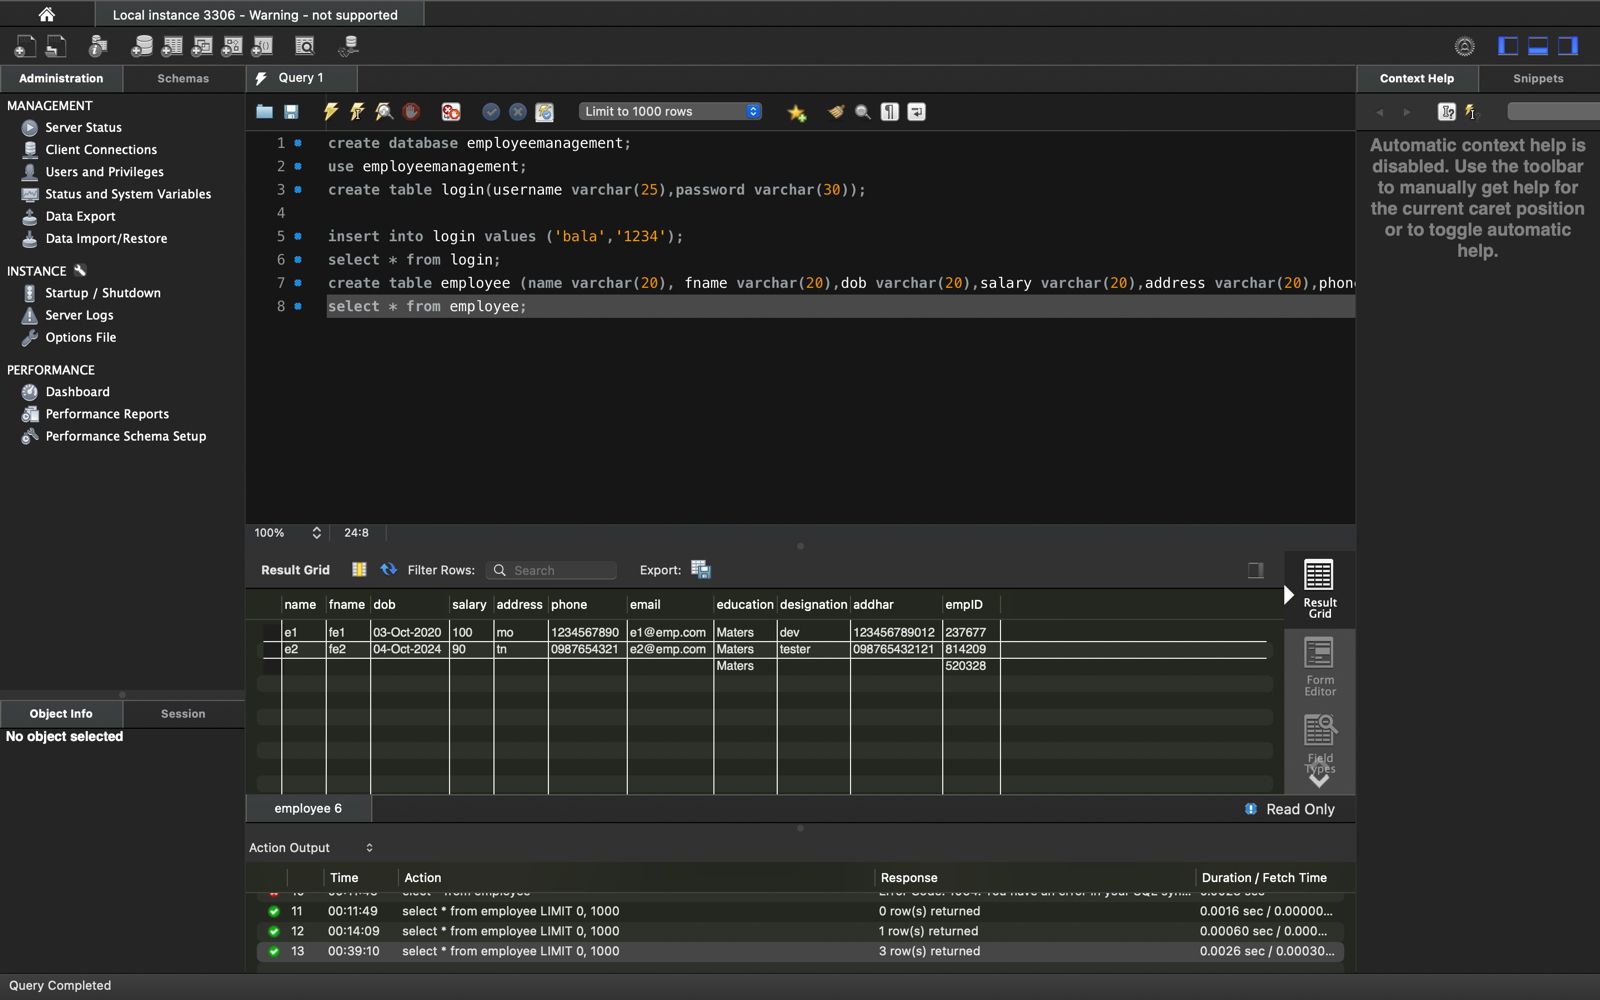 Local instance 3306 - Warning - not supported
Administration
Schemas
Query 1
Context Help
Snippets
MANAGEMENT
Server Status
Client Connections
Users and Privileges
Status and System Variables
Data Export
Data Import/Restore
INSTANCE
Startup / Shutdown
Server Logs
Options File
PERFORMANCE
Dashboard
Performance Reports
Performance Schema Setup
Object Info
Session
No object selected
Limit to 1000 rows
1 create database employeemanagement;
2 use employeemanagement;
3 create table login(username varchar(25),password varchar(30));
4
5 insert into login values ('bala','1234');
6 select * from login;
7 create table employee (name varchar(20), fname varchar(20),dob varchar(20),salary varchar(20),address varchar(20),phon
8 select * from employee;
100% 24:8
Automatic context help is
disabled. Use the toolbar
to manually get help for
the current caret position
or to toggle automatic
help.
Result Grid Filter Rows: Search Export:
name fname dob salary address phone email education designation addhar empID
e1 fe1 03-Oct-2020 100 mo 1234567890 e1@emp.com Maters dev 123456789012 237677
e2 fe2 04-Oct-2024 90 tn 0987654321 e2@emp.com Maters tester 098765432121 814209
Maters 520328
Result
Grid
Form
Editor
Field
Types
employee 6
Read Only
Action Output
Time Action Response Duration / Fetch Time
11 00:11:49 select * from employee LIMIT 0, 1000 0 row(s) returned 0.0016 sec / 0.00000...
12 00:14:09 select * from employee LIMIT 0, 1000 1 row(s) returned 0.00060 sec / 0.000...
13 00:39:10 select * from employee LIMIT 0, 1000 3 row(s) returned 0.0026 sec / 0.00030...
Query Completed